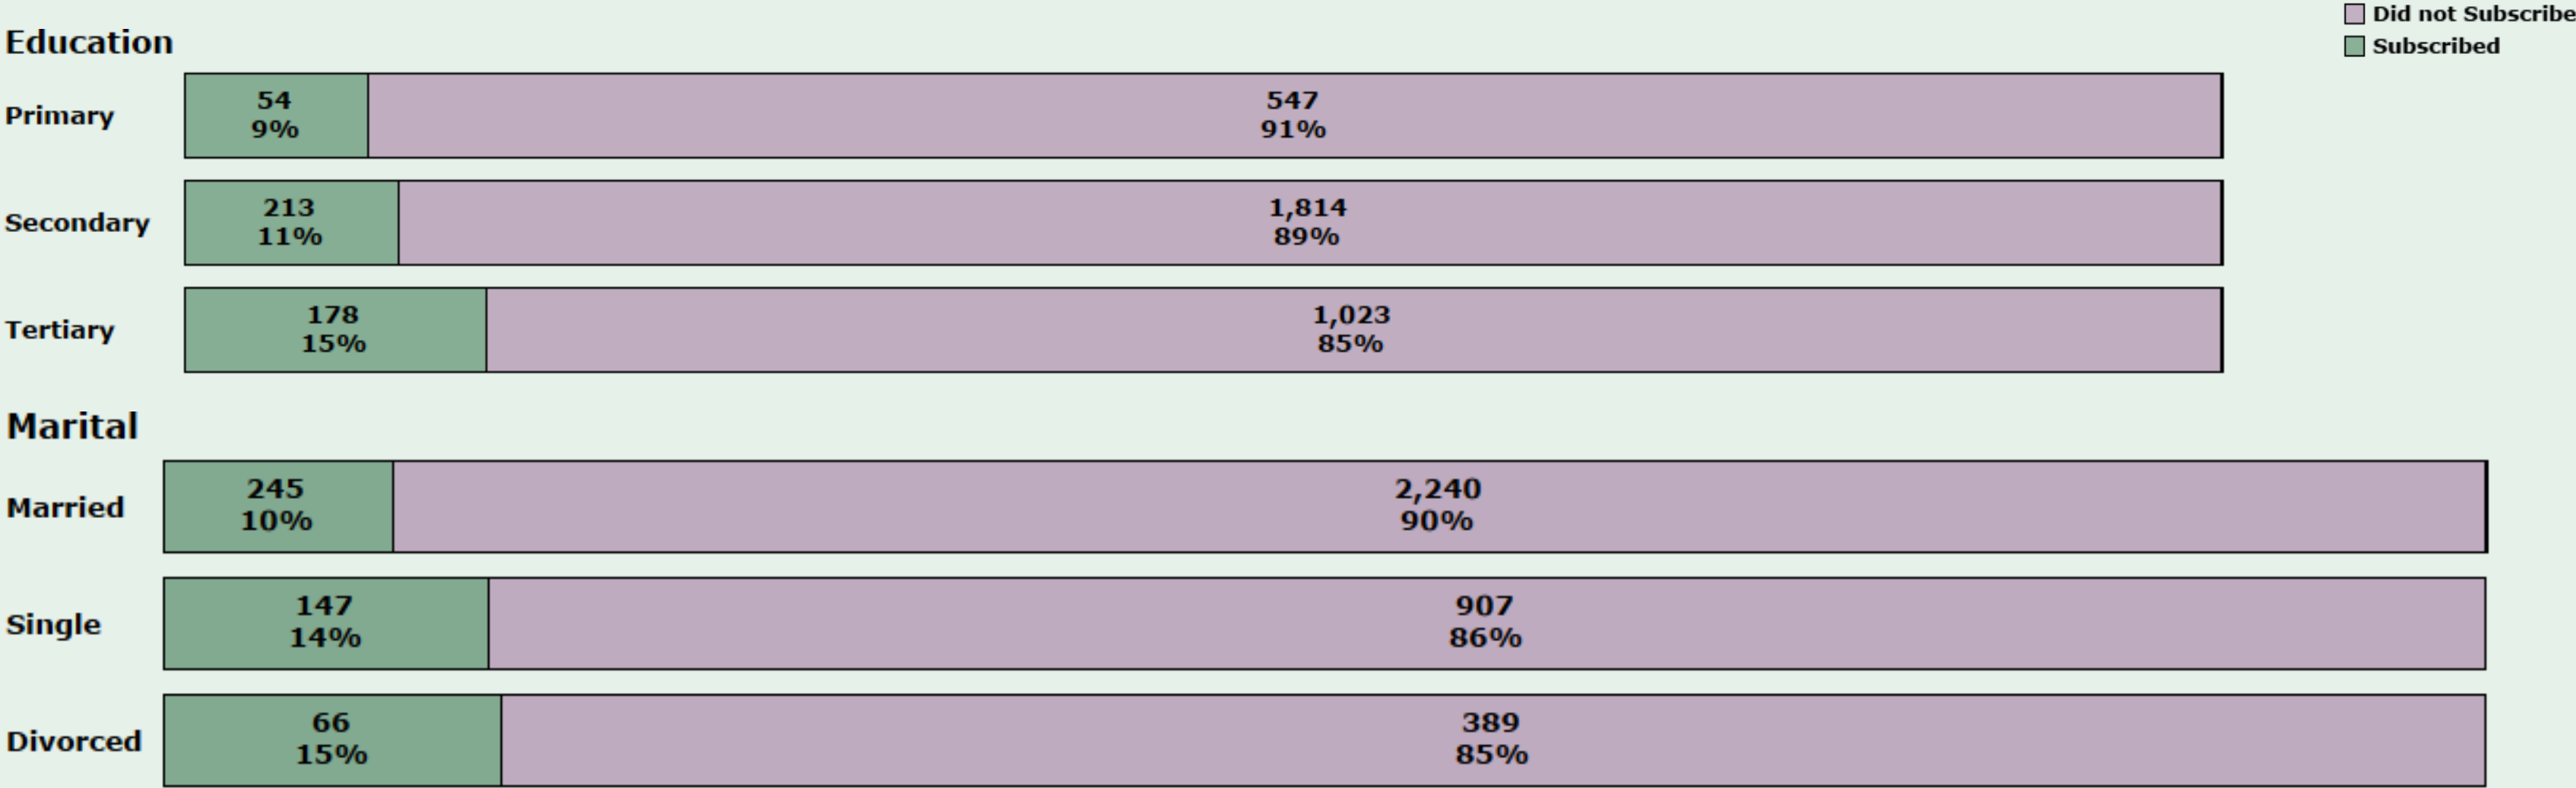 Did not Subscribe
Subscribed
Education
Primary
54
9%
547
91%
Secondary
213
11%
1,814
89%
Tertiary
178
15%
1,023
85%
Marital
Married
245
10%
2,240
90%
Single
147
14%
907
86%
Divorced
66
15%
389
85%